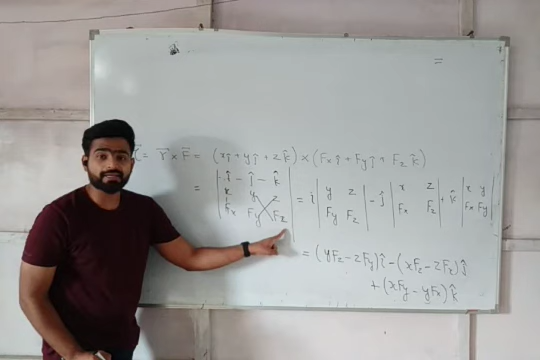 τ⃗ = r⃗ × F⃗ = (xî + yĵ + zk̂) × (Fxî + Fyĵ + Fz k̂)
= | î - ĵ - k̂ ; x y z ; Fx Fy Fz | = î | y z ; Fy Fz | - ĵ | x z ; Fx Fz | + k̂ | x y ; Fx Fy |
= (yFz - zFy)î - (xFz - zFx)ĵ
+ (xFy - yFx)k̂